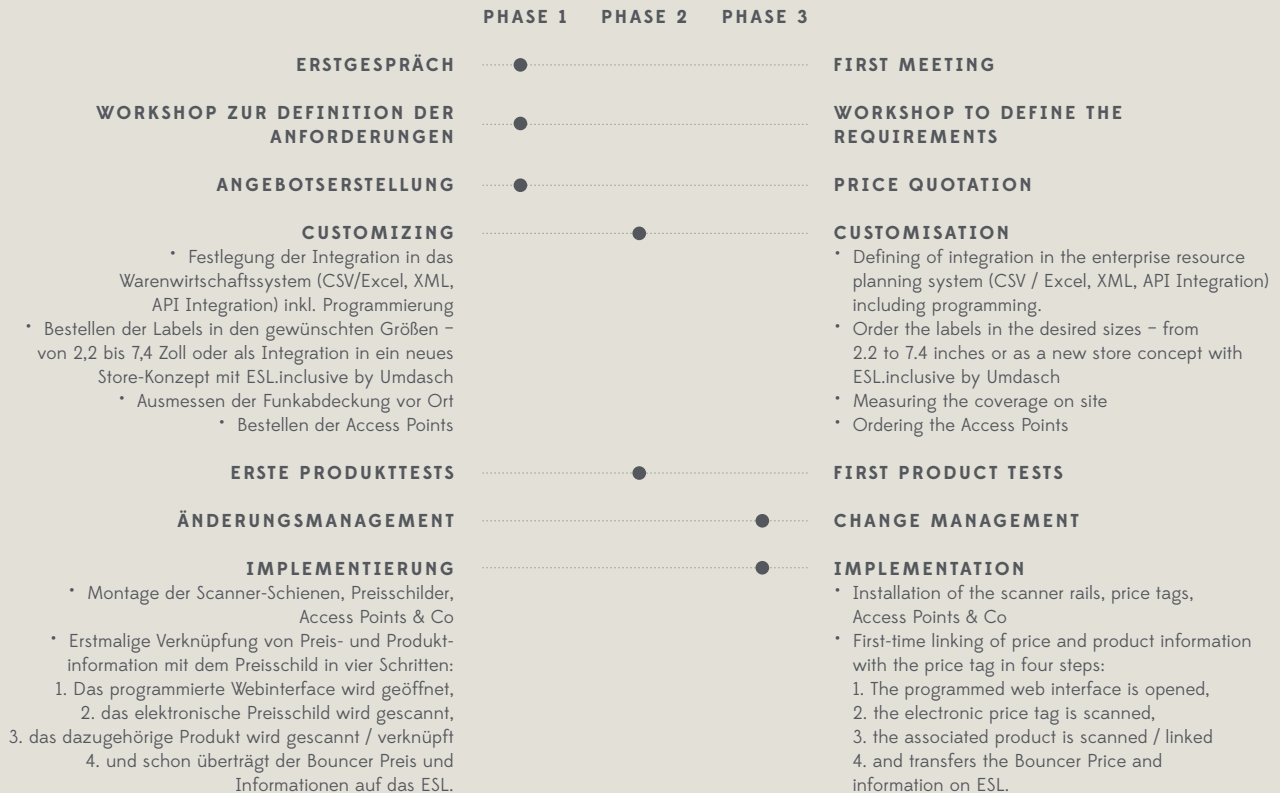 PHASE 1 PHASE 2 PHASE 3
ERSTGESPRÄCH
FIRST MEETING
WORKSHOP ZUR DEFINITION DER
ANFORDERUNGEN
WORKSHOP TO DEFINE THE
REQUIREMENTS
ANGEBOTSERSTELLUNG
PRICE QUOTATION
CUSTOMIZING
• Festlegung der Integration in das
Warenwirtschaftssystem (CSV/Excel, XML,
API Integration) inkl. Programmierung
• Bestellen der Labels in den gewünschten Größen –
von 2,2 bis 7,4 Zoll oder als Integration in ein neues
Store-Konzept mit ESL.inclusive by Umdasch
• Ausmessen der Funkabdeckung vor Ort
• Bestellen der Access Points
CUSTOMISATION
• Defining of integration in the enterprise resource
planning system (CSV / Excel, XML, API Integration)
including programming.
• Order the labels in the desired sizes – from
2.2 to 7.4 inches or as a new store concept with
ESL.inclusive by Umdasch
• Measuring the coverage on site
• Ordering the Access Points
ERSTE PRODUKTTESTS
FIRST PRODUCT TESTS
ÄNDERUNGSMANAGEMENT
CHANGE MANAGEMENT
IMPLEMENTIERUNG
• Montage der Scanner-Schienen, Preisschilder,
Access Points & Co
• Erstmalige Verknüpfung von Preis- und Produkt-
information mit dem Preisschild in vier Schritten:
1. Das programmierte Webinterface wird geöffnet,
2. das elektronische Preisschild wird gescannt,
3. das dazugehörige Produkt wird gescannt / verknüpft
4. und schon überträgt der Bouncer Preis und
Informationen auf das ESL.
IMPLEMENTATION
• Installation of the scanner rails, price tags,
Access Points & Co
• First-time linking of price and product information
with the price tag in four steps:
1. The programmed web interface is opened,
2. the electronic price tag is scanned,
3. the associated product is scanned / linked
4. and transfers the Bouncer Price and
information on ESL.